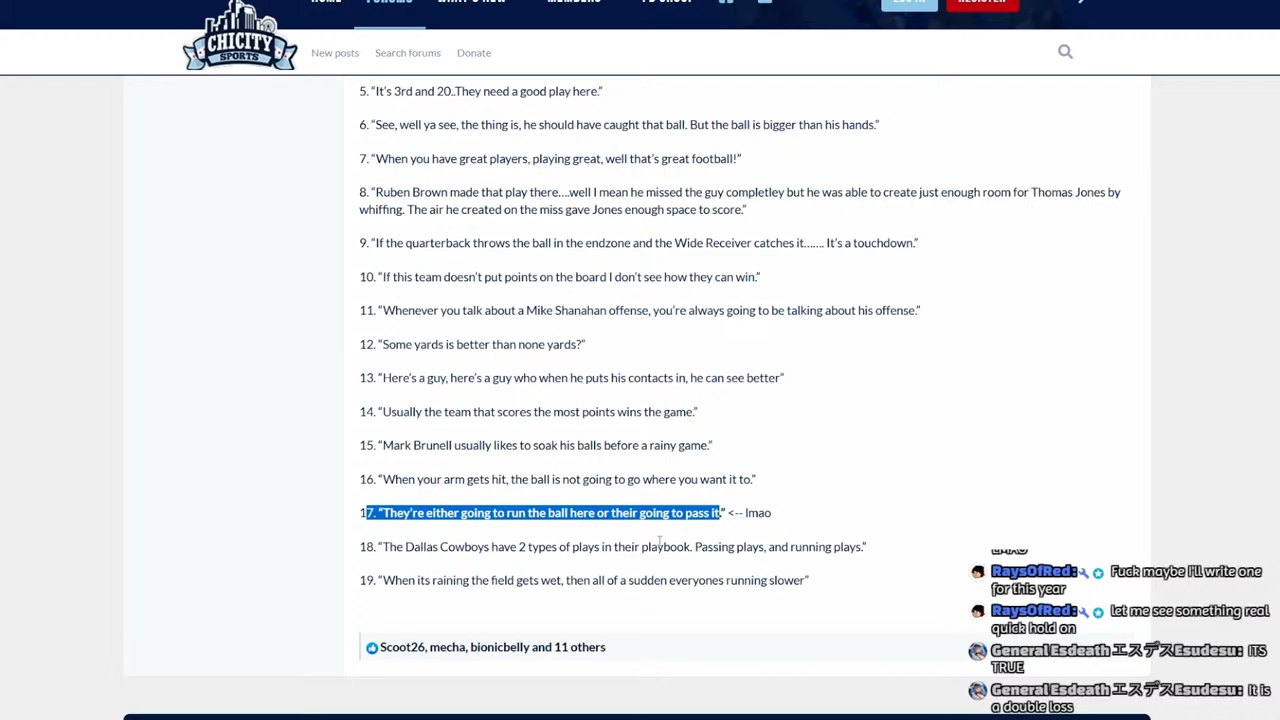 CHICITY
SPORTS
New posts
Search forums
Donate
5. “It’s 3rd and 20..They need a good play here.”
6. “See, well ya see, the thing is, he should have caught that ball. But the ball is bigger than his hands.”
7. “When you have great players, playing great, well that’s great football!”
8. “Ruben Brown made that play there….well I mean he missed the guy completley but he was able to create just enough room for Thomas Jones by
whiffing. The air he created on the miss gave Jones enough space to score.”
9. “If the quarterback throws the ball in the endzone and the Wide Receiver catches it……. It’s a touchdown.”
10. “If this team doesn’t put points on the board I don’t see how they can win.”
11. “Whenever you talk about a Mike Shanahan offense, you’re always going to be talking about his offense.”
12. “Some yards is better than none yards?”
13. “Here’s a guy, here’s a guy who when he puts his contacts in, he can see better”
14. “Usually the team that scores the most points wins the game.”
15. “Mark Brunell usually likes to soak his balls before a rainy game.”
16. “When your arm gets hit, the ball is not going to go where you want it to.”
17. “They’re either going to run the ball here or their going to pass it.” <-- lmao
18. “The Dallas Cowboys have 2 types of plays in their playbook. Passing plays, and running plays.”
19. “When its raining the field gets wet, then all of a sudden everyones running slower”
Scoot26, mecha, bionicbelly and 11 others
LMAO
RaysOfRed: Fuck maybe I'll write one
for this year
RaysOfRed: let me see something real
quick hold on
General Esdeath エスデスEsudesu: ITS
TRUE
General Esdeath エスデスEsudesu: It is
a double loss